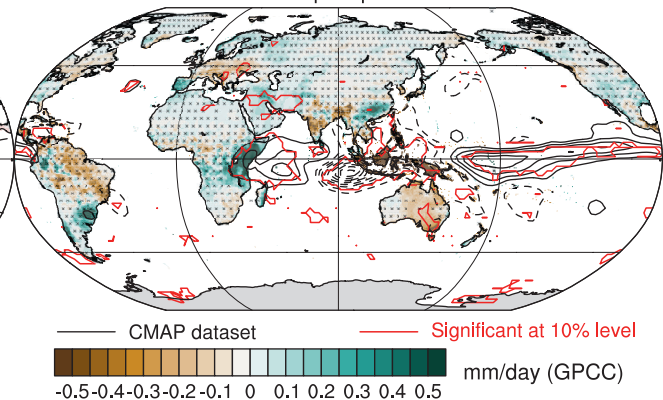 CMAP dataset
Significant at 10% level
mm/day (GPCC)
-0.5 -0.4 -0.3 -0.2 -0.1 0 0.1 0.2 0.3 0.4 0.5